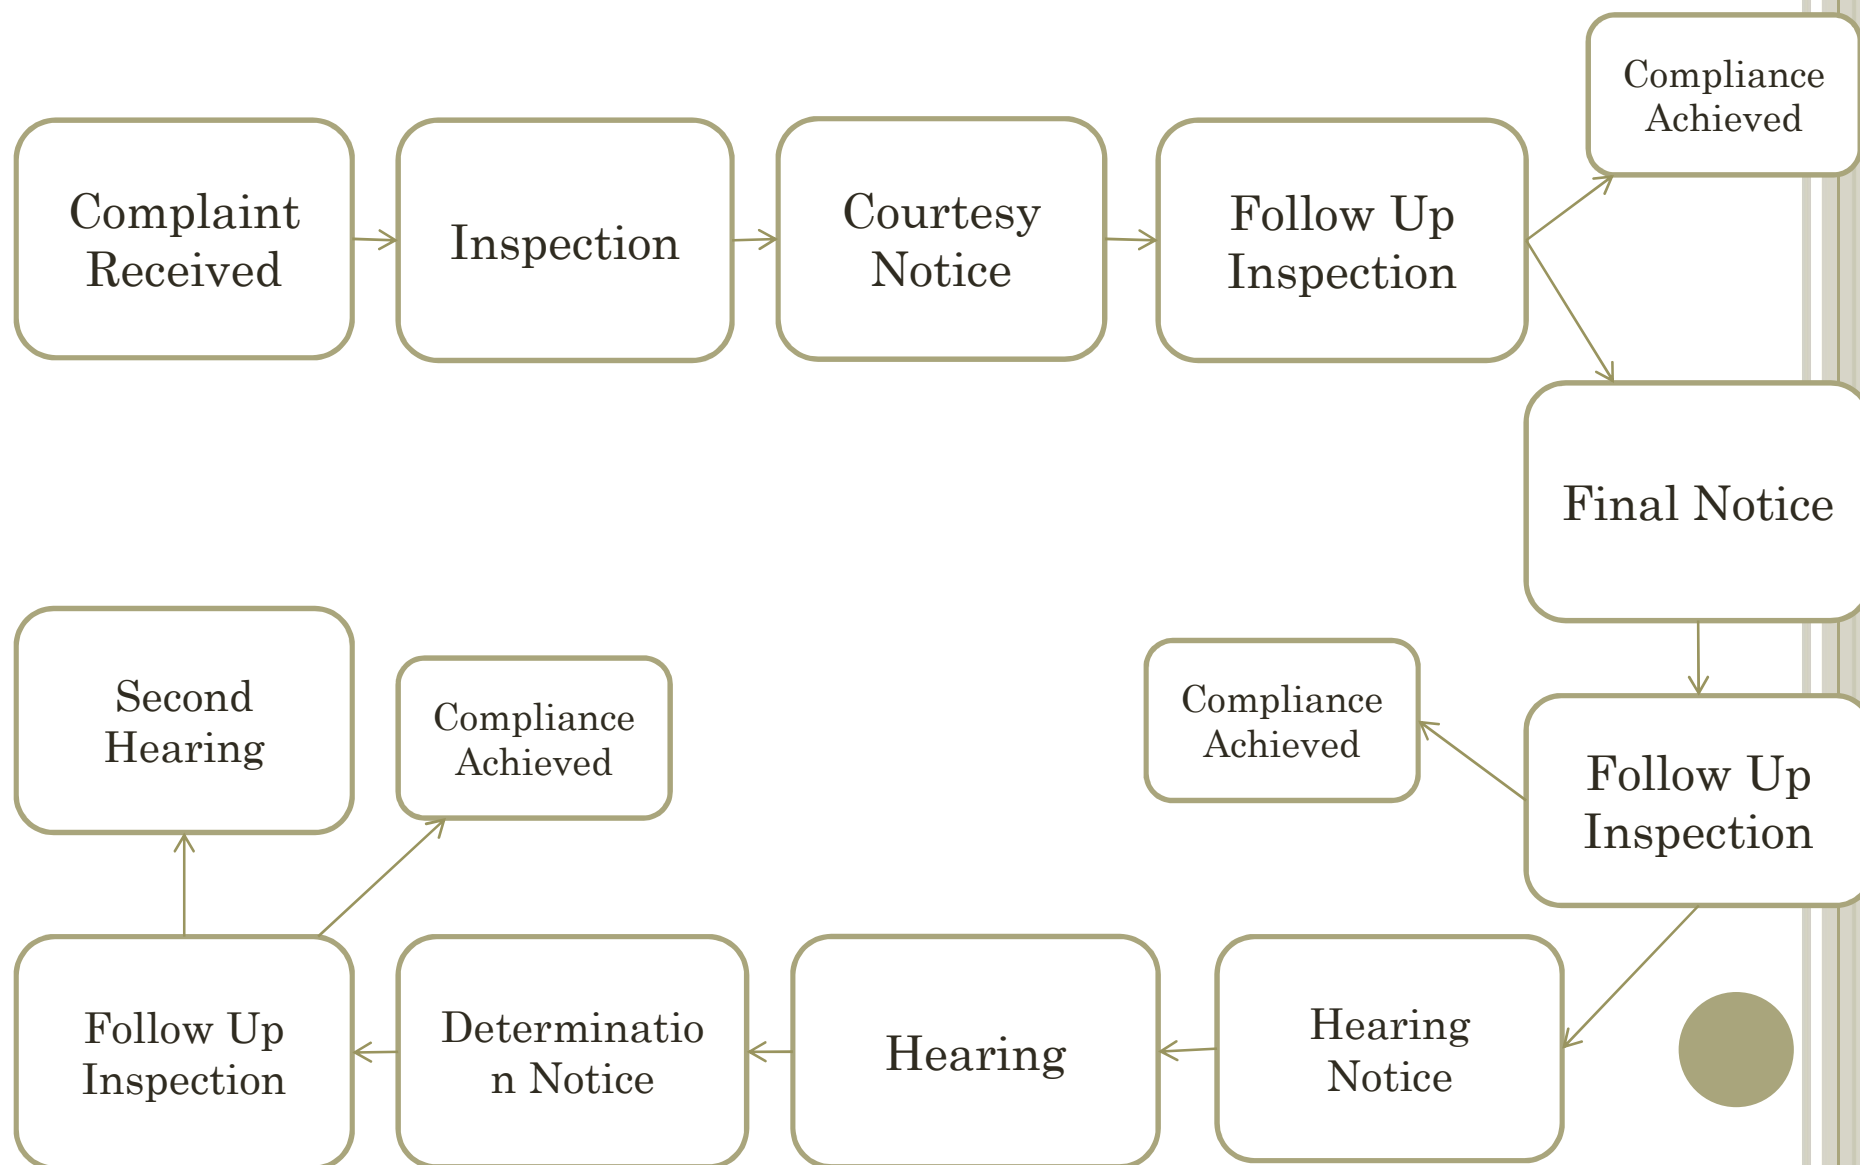 Complaint
Received
Inspection
Courtesy
Notice
Follow Up
Inspection
Compliance
Achieved
Final Notice
Follow Up
Inspection
Compliance
Achieved
Hearing
Notice
Hearing
Determinatio
n Notice
Follow Up
Inspection
Compliance
Achieved
Second
Hearing